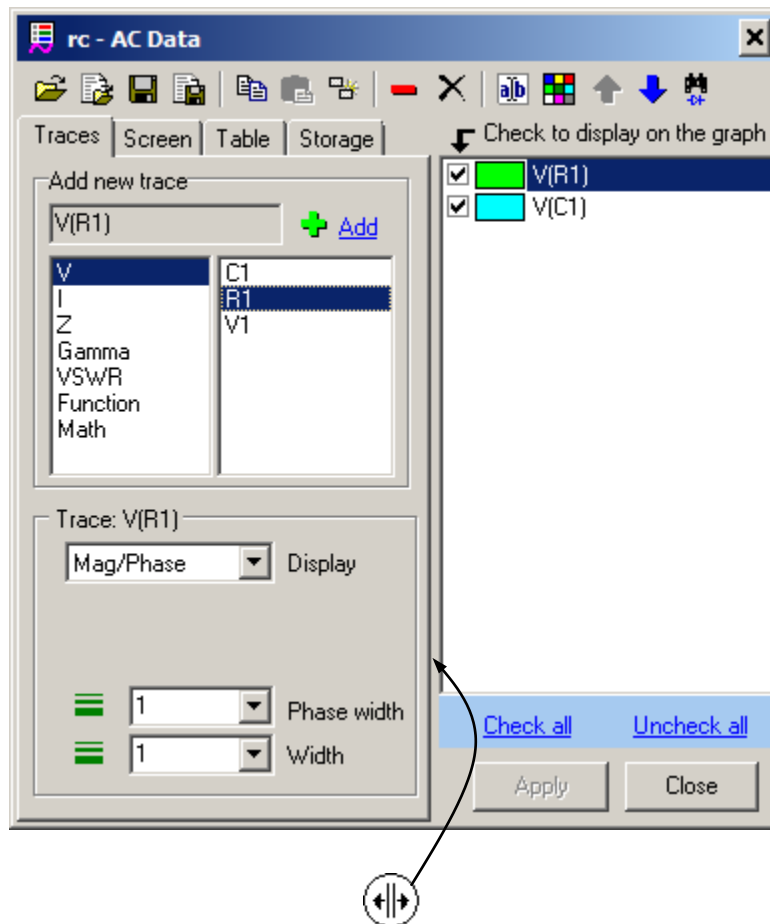 rc - AC Data
a|b
Traces
Screen
Table
Storage
Check to display on the graph
Add new trace
V(R1)
Add
V
I
Z
Gamma
VSWR
Function
Math
C1
R1
V1
V(R1)
V(C1)
Trace: V(R1)
Mag/Phase
Display
1
Phase width
1
Width
Check all
Uncheck all
Apply
Close